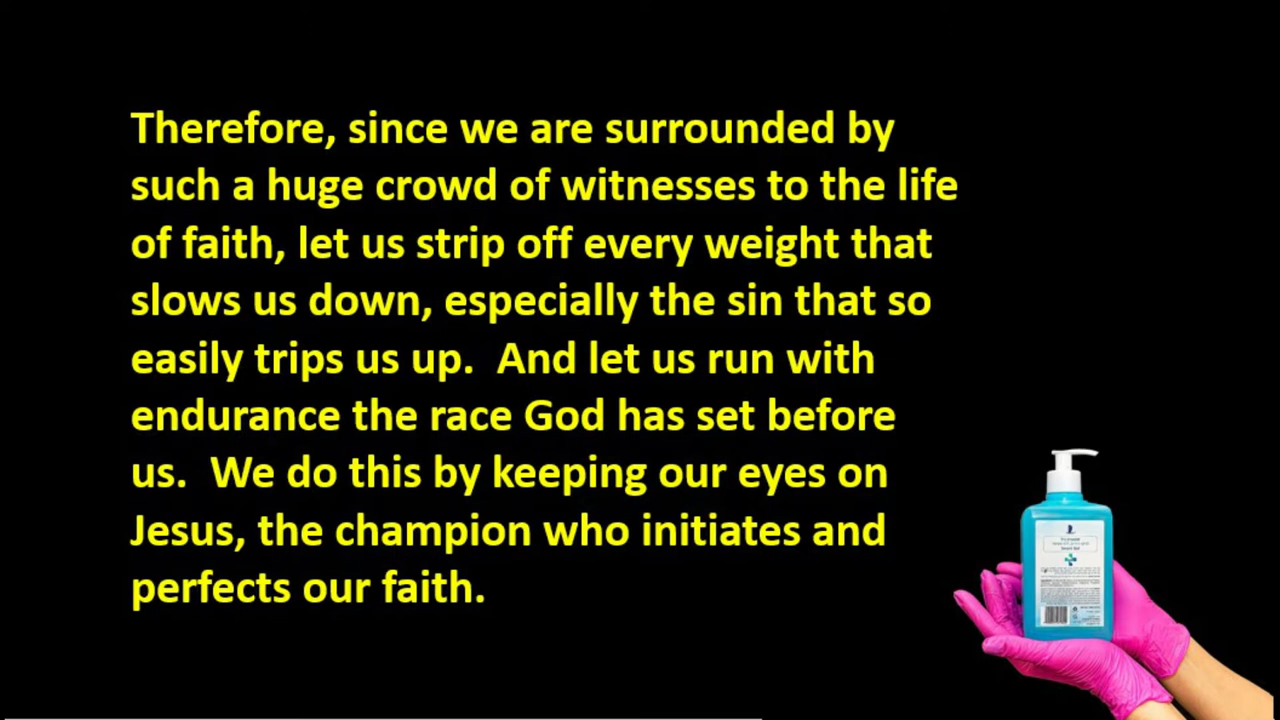 Therefore, since we are surrounded by
such a huge crowd of witnesses to the life
of faith, let us strip off every weight that
slows us down, especially the sin that so
easily trips us up.  And let us run with
endurance the race God has set before
us.  We do this by keeping our eyes on
Jesus, the champion who initiates and
perfects our faith.